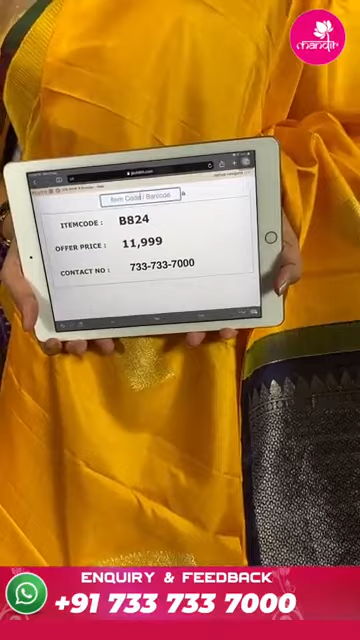 chandin
Item Code / Barcode
ITEMCODE : B824
OFFER PRICE : 11,999
CONTACT NO : 733-733-7000
ENQUIRY & FEEDBACK
+91 733 733 7000